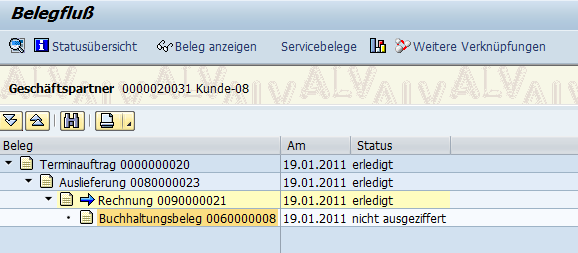 Belegfluß
Statusübersicht Beleg anzeigen Servicebelege Weitere Verknüpfungen
Geschäftspartner 0000020031 Kunde-08
Beleg Am Status
Terminauftrag 0000000020 19.01.2011 erledigt
Auslieferung 0080000023 19.01.2011 erledigt
Rechnung 0090000021 19.01.2011 erledigt
Buchhaltungsbeleg 0060000008 19.01.2011 nicht ausgeziffert